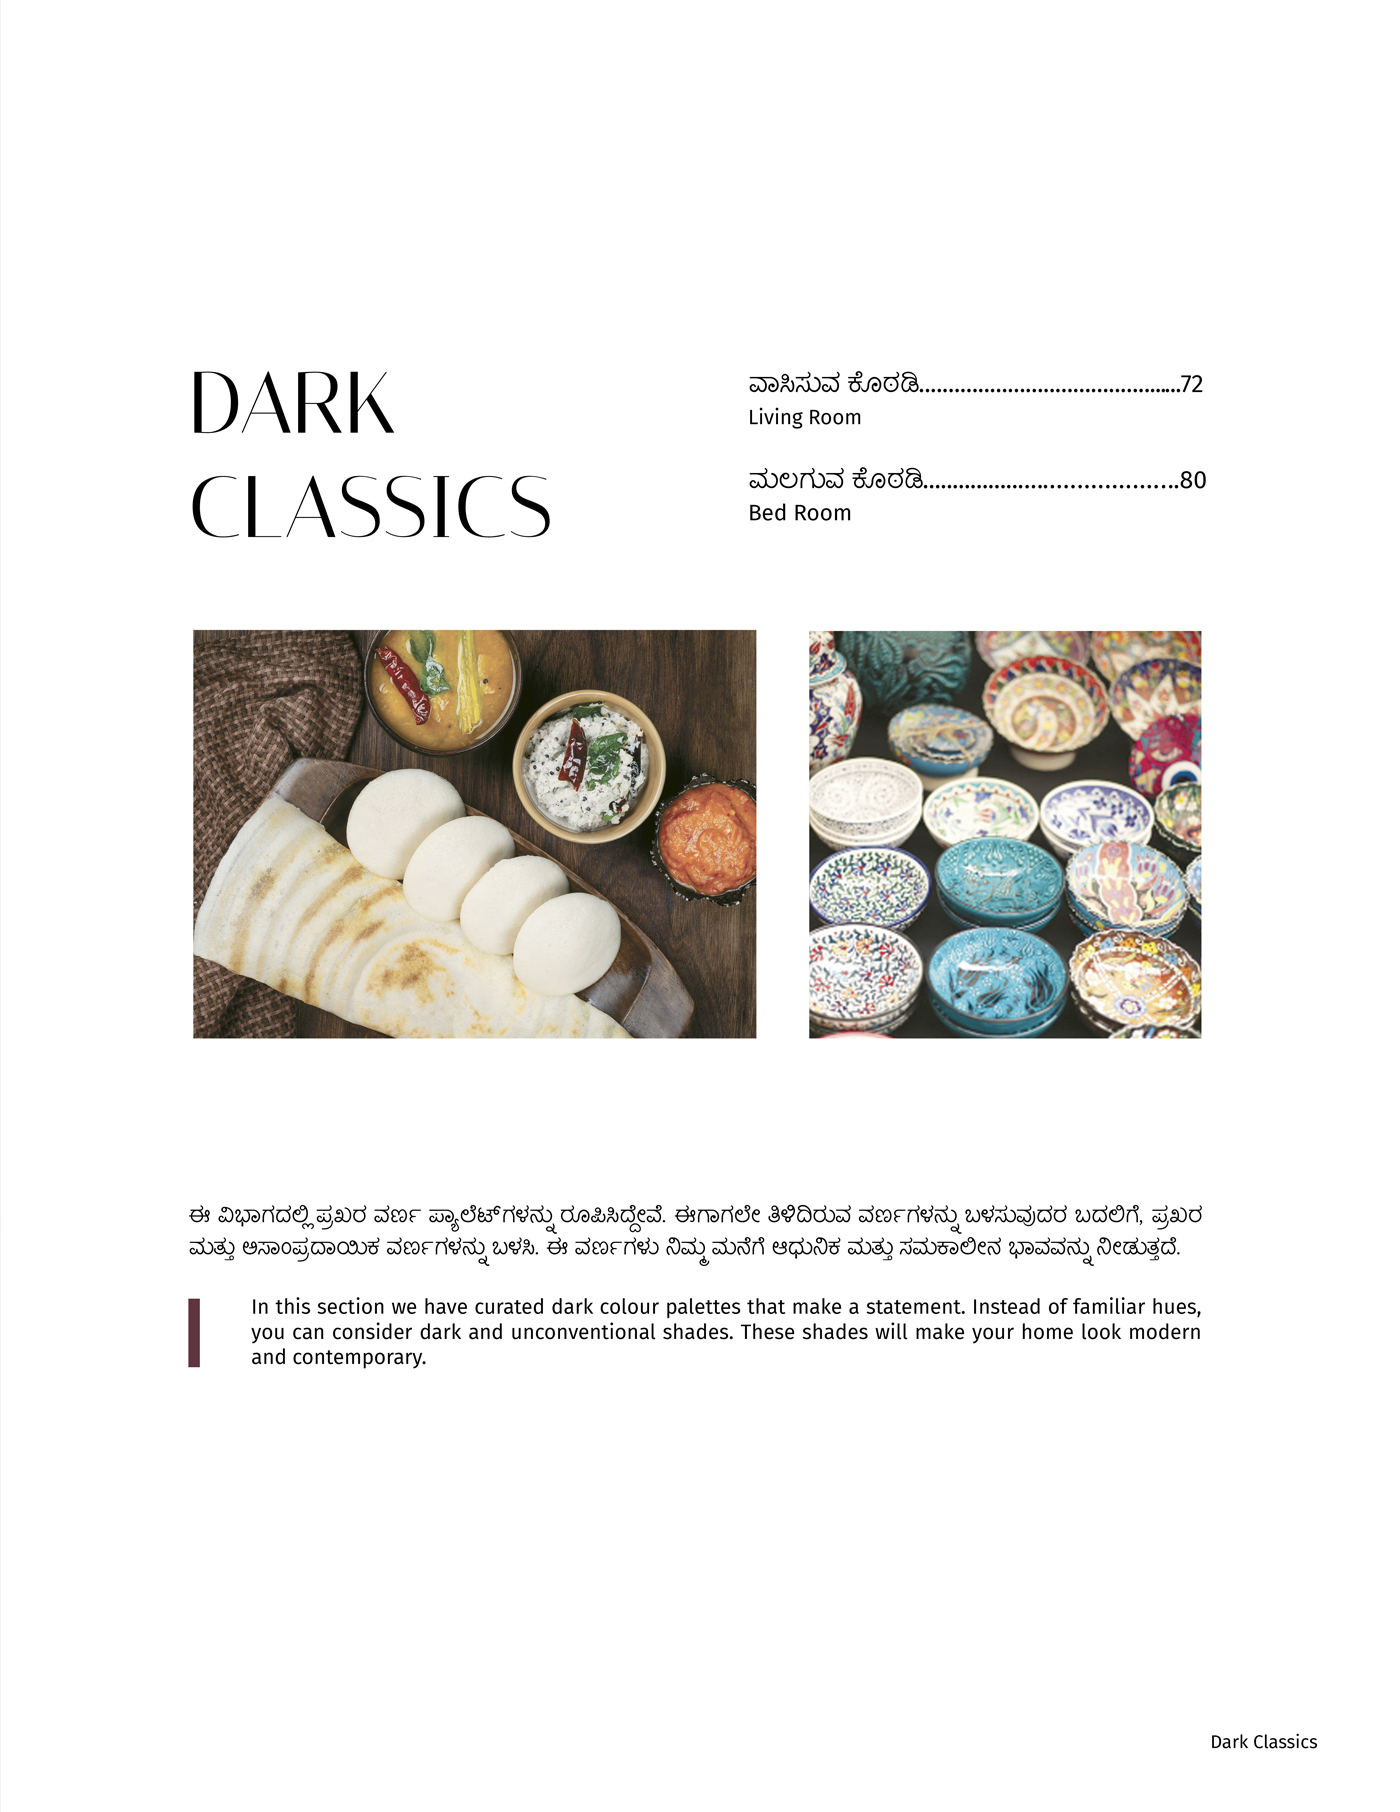 DARK
CLASSICS
ವಾಸಿಸುವ ಕೊಠಡಿ............................................72
Living Room
ಮಲಗುವ ಕೊಠಡಿ..........................................80
Bed Room
ಈ ವಿಭಾಗದಲ್ಲಿ ಪ್ರಖರ ವರ್ಣ ಪ್ಯಾಲೆಟ್‌ಗಳನ್ನು ರೂಪಿಸಿದ್ದೇವೆ. ಈಗಾಗಲೇ ತಿಳಿದಿರುವ ವರ್ಣಗಳನ್ನು ಬಳಸುವುದರ ಬದಲಿಗೆ, ಪ್ರಖರ
ಮತ್ತು ಅಸಾಂಪ್ರದಾಯಿಕ ವರ್ಣಗಳನ್ನು ಬಳಸಿ. ಈ ವರ್ಣಗಳು ನಿಮ್ಮ ಮನೆಗೆ ಆಧುನಿಕ ಮತ್ತು ಸಮಕಾಲೀನ ಭಾವವನ್ನು ನೀಡುತ್ತದೆ.
In this section we have curated dark colour palettes that make a statement. Instead of familiar hues,
you can consider dark and unconventional shades. These shades will make your home look modern
and contemporary.
Dark Classics